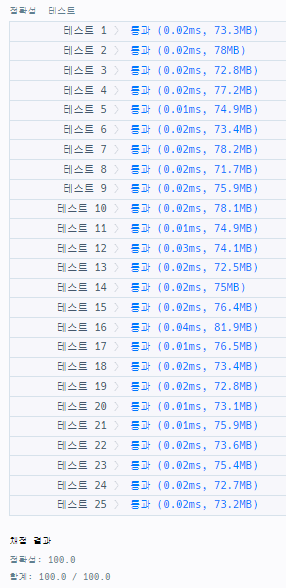 정확성 테스트
테스트 1 〉 통과 (0.02ms, 73.3MB)
테스트 2 〉 통과 (0.02ms, 78MB)
테스트 3 〉 통과 (0.02ms, 72.8MB)
테스트 4 〉 통과 (0.02ms, 77.2MB)
테스트 5 〉 통과 (0.01ms, 74.9MB)
테스트 6 〉 통과 (0.02ms, 73.4MB)
테스트 7 〉 통과 (0.02ms, 78.2MB)
테스트 8 〉 통과 (0.02ms, 71.7MB)
테스트 9 〉 통과 (0.02ms, 75.9MB)
테스트 10 〉 통과 (0.02ms, 78.1MB)
테스트 11 〉 통과 (0.01ms, 74.9MB)
테스트 12 〉 통과 (0.03ms, 74.1MB)
테스트 13 〉 통과 (0.02ms, 72.5MB)
테스트 14 〉 통과 (0.02ms, 75MB)
테스트 15 〉 통과 (0.02ms, 76.4MB)
테스트 16 〉 통과 (0.04ms, 81.9MB)
테스트 17 〉 통과 (0.01ms, 76.5MB)
테스트 18 〉 통과 (0.02ms, 73.4MB)
테스트 19 〉 통과 (0.02ms, 72.8MB)
테스트 20 〉 통과 (0.01ms, 73.1MB)
테스트 21 〉 통과 (0.01ms, 75.9MB)
테스트 22 〉 통과 (0.02ms, 73.6MB)
테스트 23 〉 통과 (0.02ms, 75.4MB)
테스트 24 〉 통과 (0.02ms, 72.7MB)
테스트 25 〉 통과 (0.02ms, 73.2MB)
채점 결과
정확성: 100.0
합계: 100.0 / 100.0